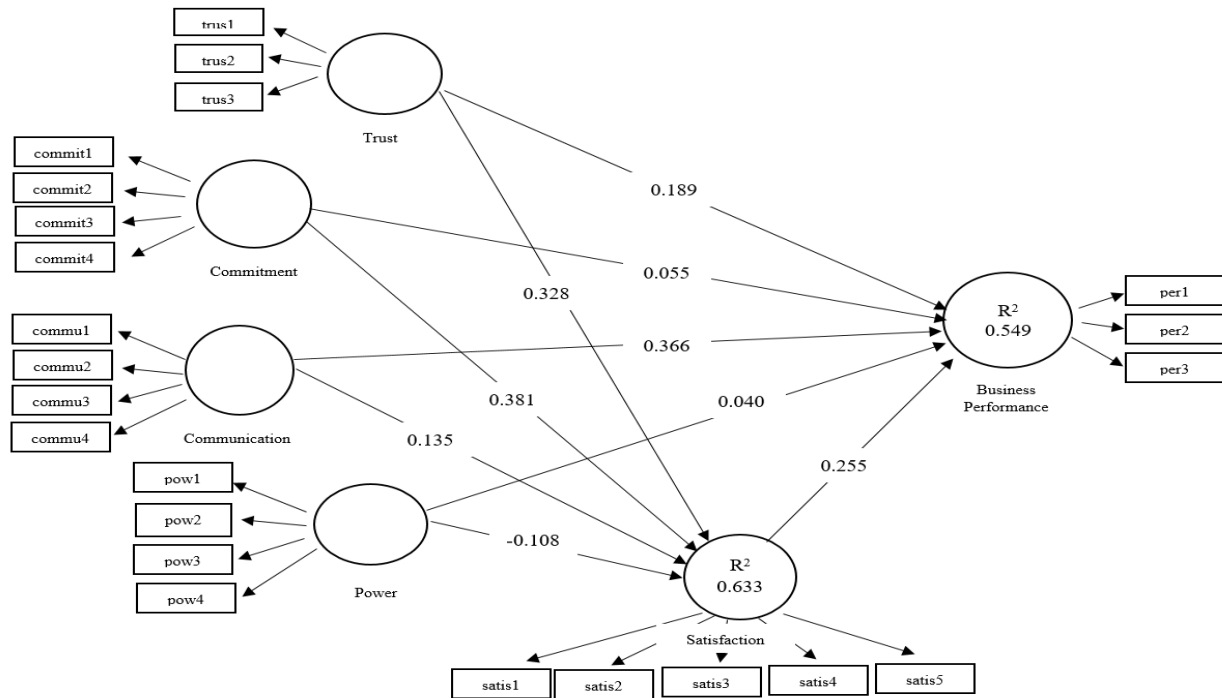 trus1
trus2
trus3
Trust
commit1
commit2
commit3
commit4
Commitment
commu1
commu2
commu3
commu4
Communication
pow1
pow2
pow3
pow4
Power
0.189
0.055
0.328
0.366
0.381
0.040
0.135
0.255
-0.108
R²
0.549
Business
Performance
per1
per2
per3
R²
0.633
Satisfaction
satis1
satis2
satis3
satis4
satis5